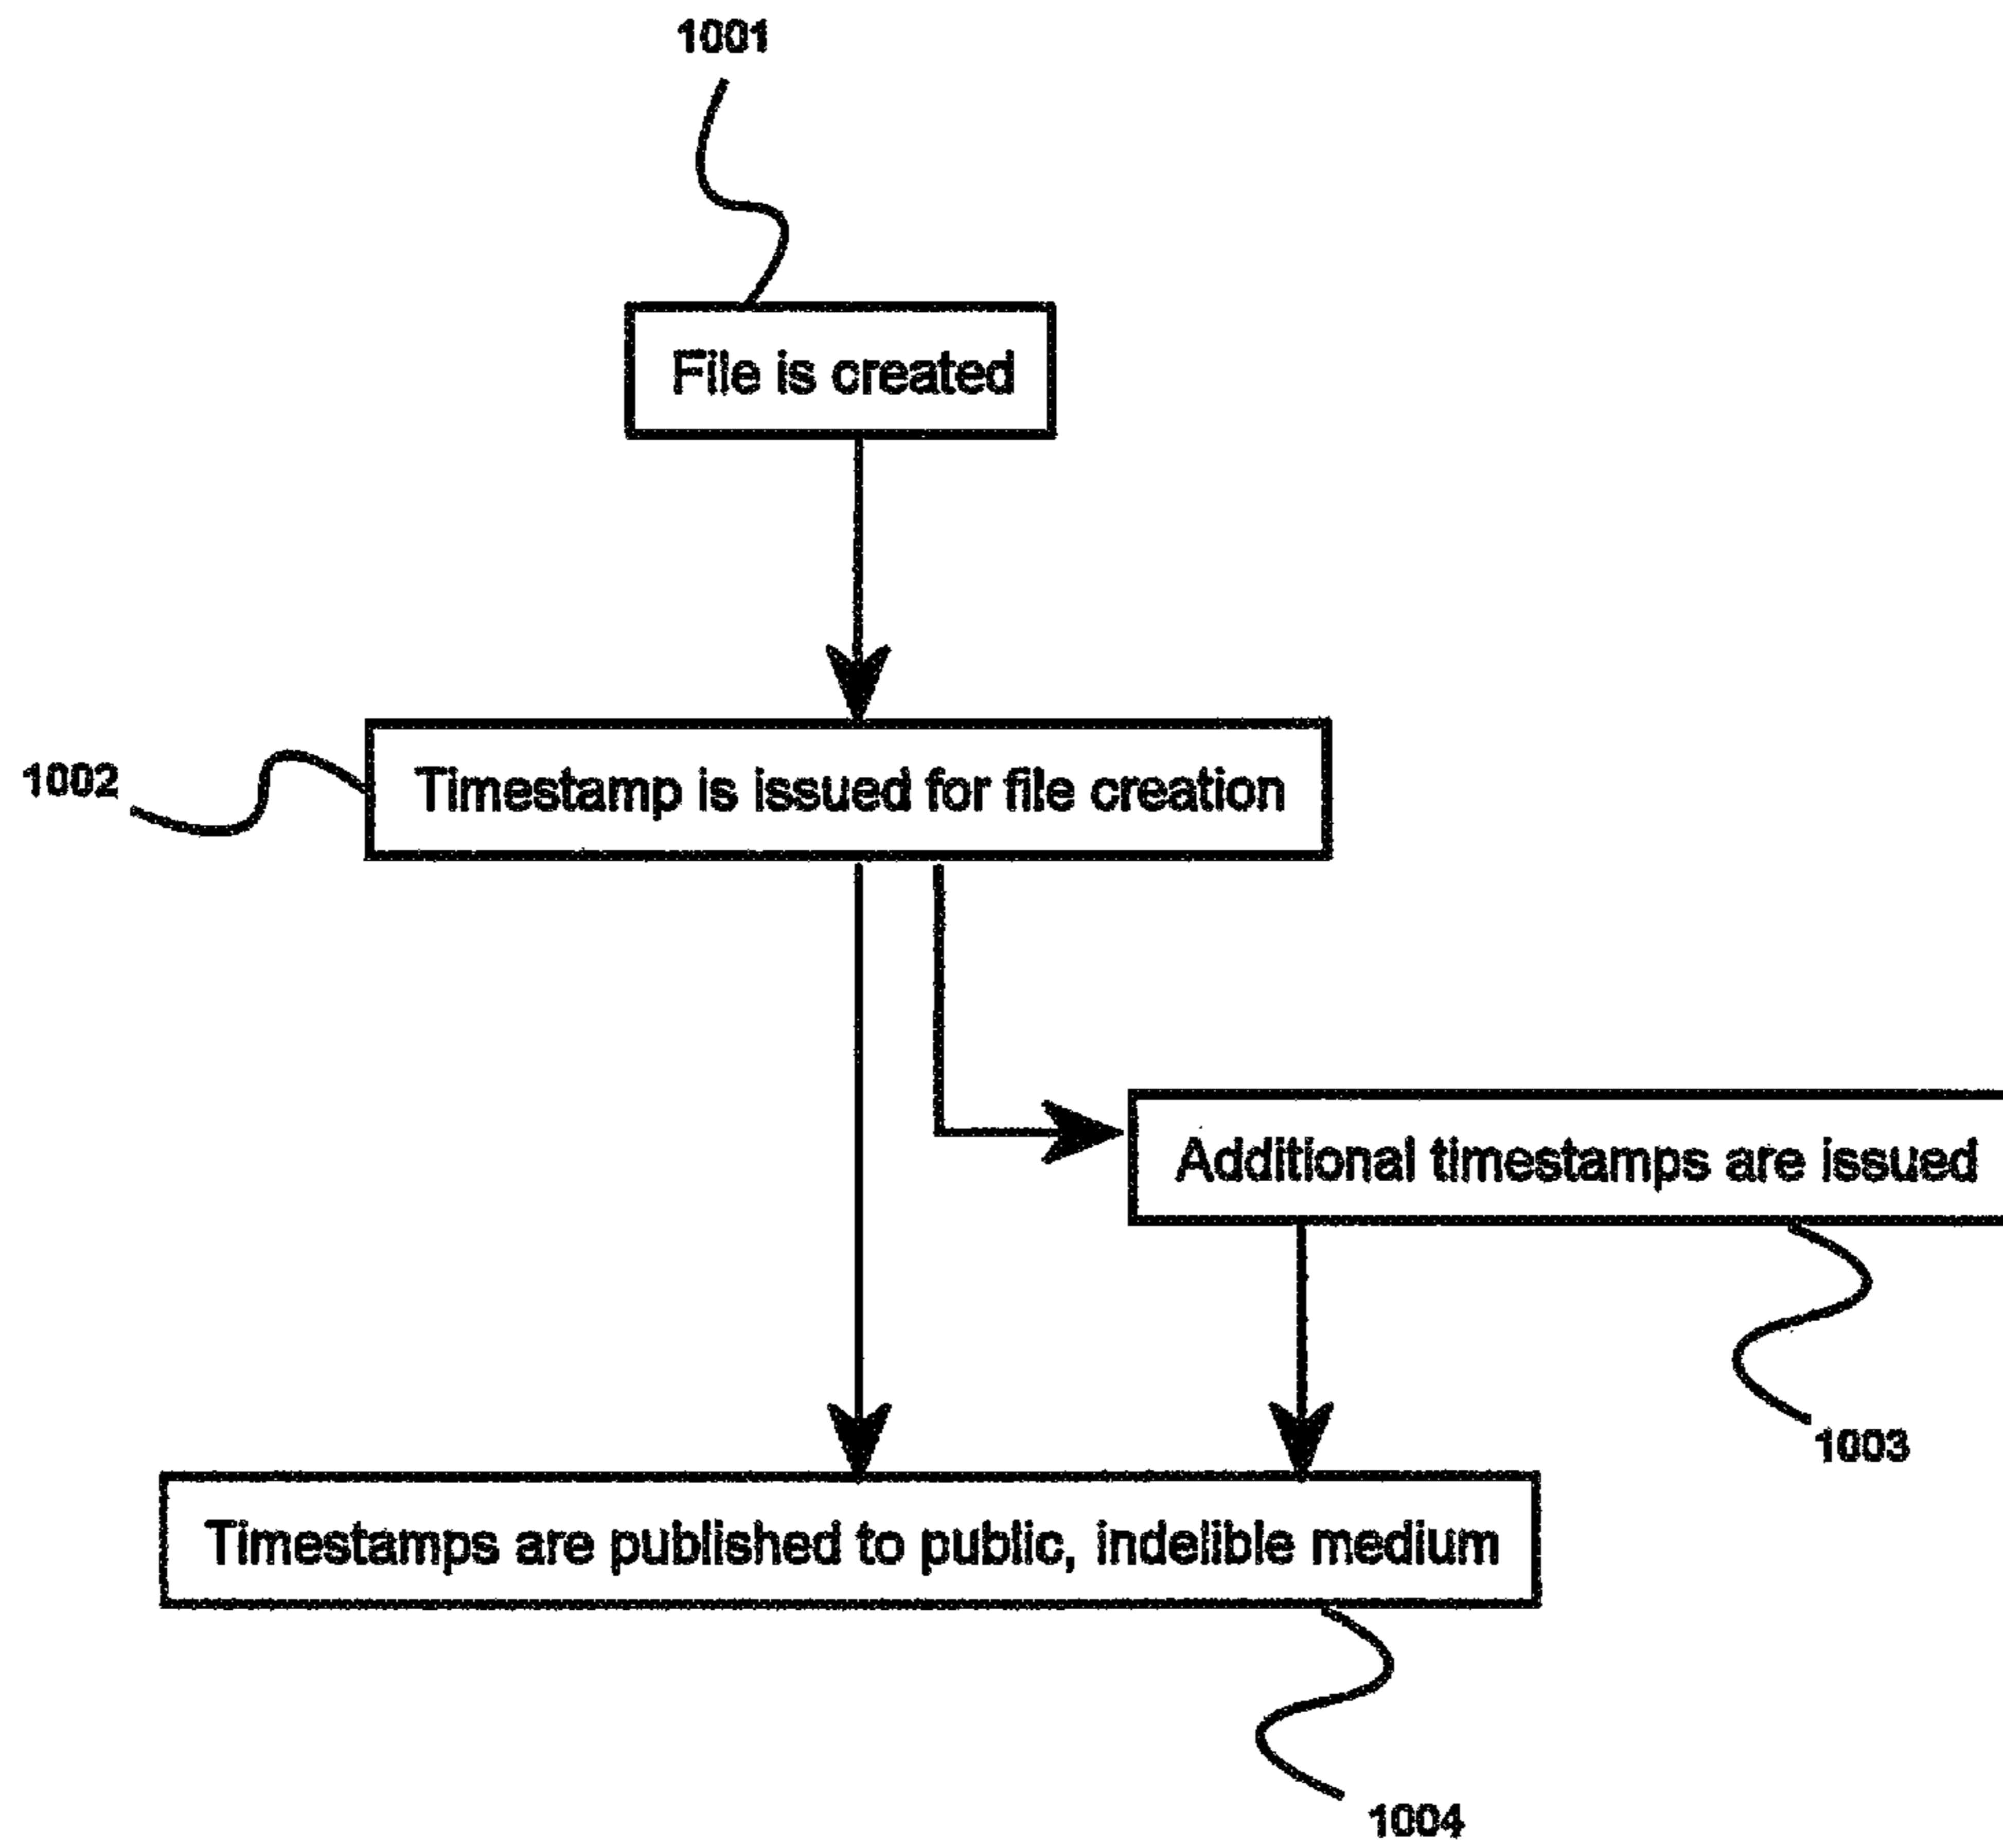 1001
File is created
1002
Timestamp is issued for file creation
Additional timestamps are issued
1003
Timestamps are published to public, indelible medium
1004